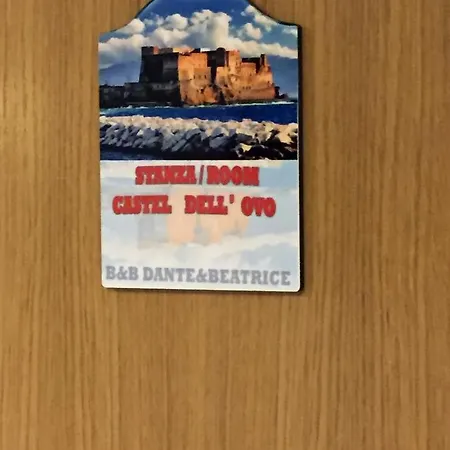 STANZA/ROOM
CASTEL DELL' OVO
B&B DANTE&BEATRICE